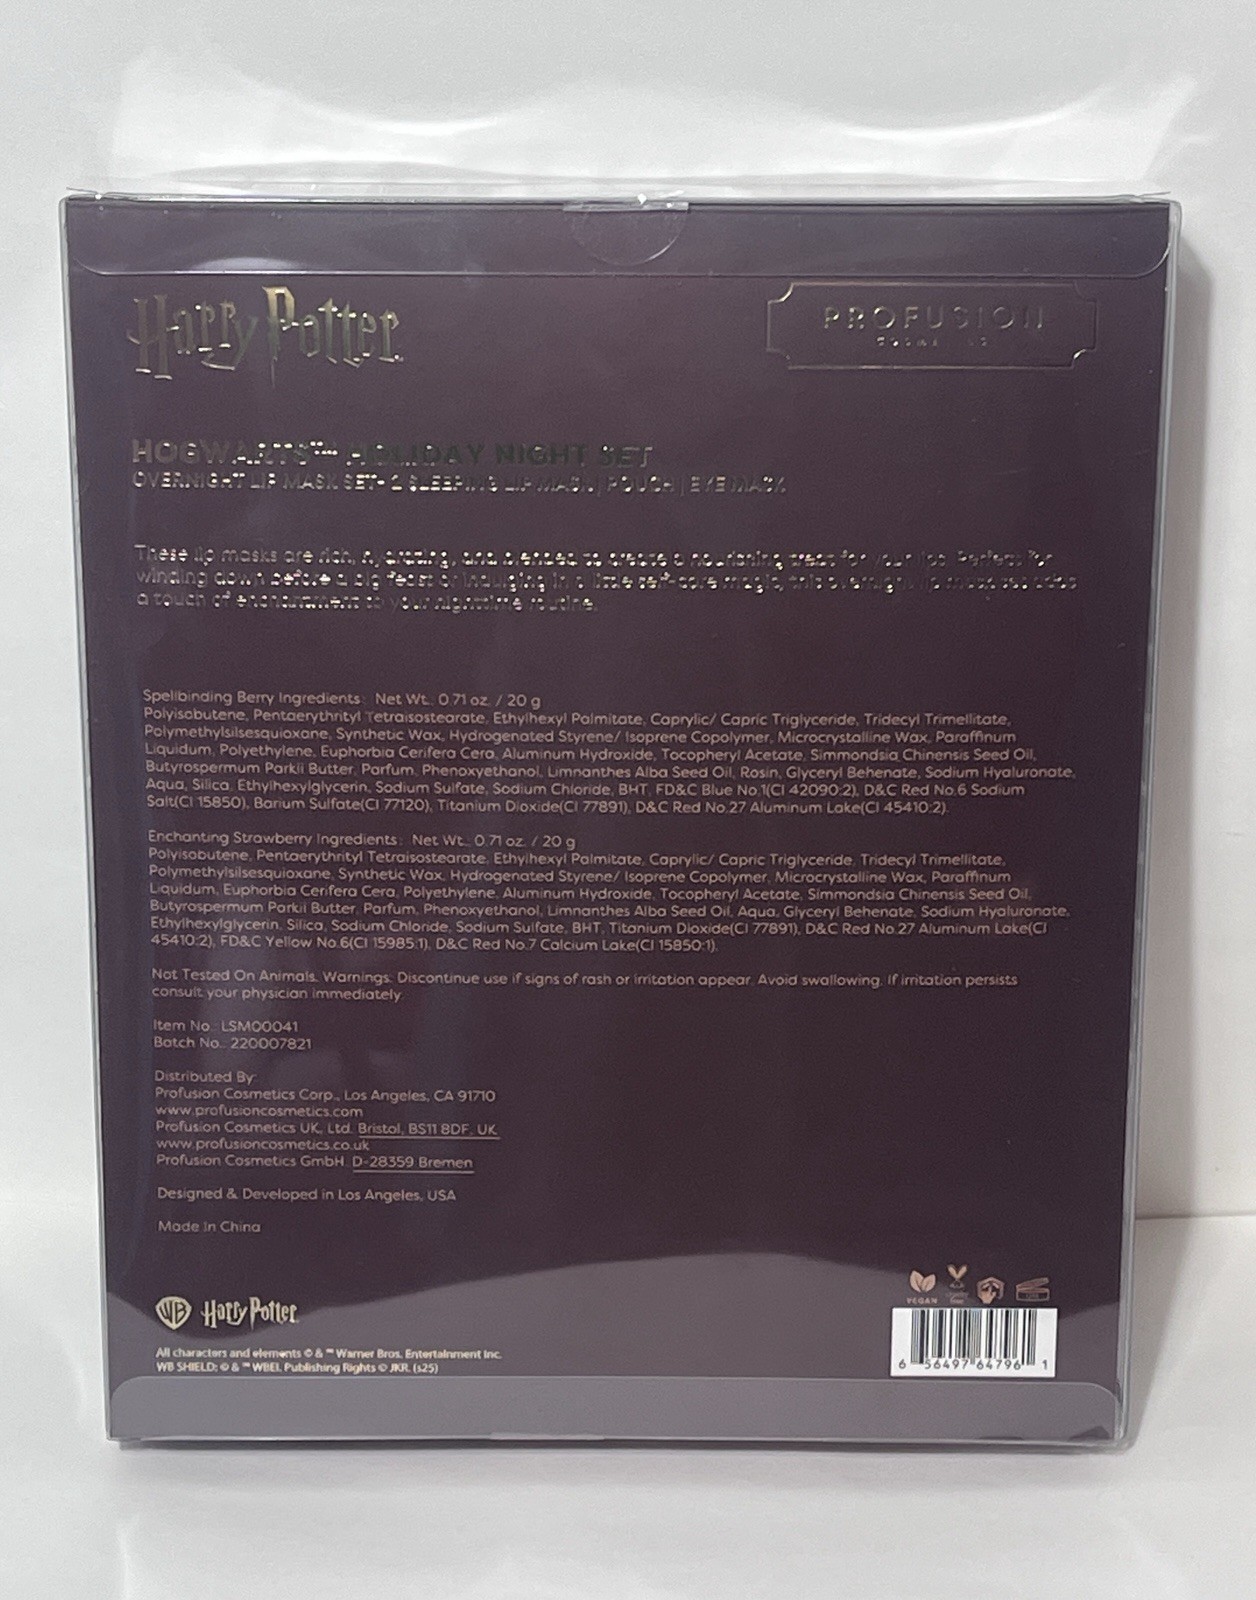 Harry Potter
PROFUSION
COSMETICS
HOGWARTS™ HOLIDAY NIGHT SET
OVERNIGHT LIP MASK SET- 2 SLEEPING LIP MASK | POUCH | EYE MASK
These lip masks are rich, hydrating, and blended to create a nourishing treat for your lips. Perfect for
winding down before a big feast or indulging in a little self-care magic, this overnight lip mask set adds
a touch of enchantment to your nighttime routine.
Spellbinding Berry Ingredients: Net Wt. 0.71 oz. / 20 g
Polyisobutene, Pentaerythrityl Tetraisostearate, Ethylhexyl Palmitate, Caprylic/ Capric Triglyceride, Tridecyl Trimellitate,
Polymethylsilsesquioxane, Synthetic Wax, Hydrogenated Styrene/ Isoprene Copolymer, Microcrystalline Wax, Paraffinum
Liquidum, Polyethylene, Euphorbia Cerifera Cera, Aluminum Hydroxide, Tocopheryl Acetate, Simmondsia Chinensis Seed Oil,
Butyrospermum Parkii Butter, Parfum, Phenoxyethanol, Limnanthes Alba Seed Oil, Rosin, Glyceryl Behenate, Sodium Hyaluronate,
Aqua, Silica, Ethylhexylglycerin, Sodium Sulfate, Sodium Chloride, BHT, FD&C Blue No.1(CI 42090:2), D&C Red No.6 Sodium
Salt(CI 15850), Barium Sulfate(CI 77120), Titanium Dioxide(CI 77891), D&C Red No.27 Aluminum Lake(CI 45410:2).
Enchanting Strawberry Ingredients: Net Wt. 0.71 oz. / 20 g
Polyisobutene, Pentaerythrityl Tetraisostearate, Ethylhexyl Palmitate, Caprylic/ Capric Triglyceride, Tridecyl Trimellitate,
Polymethylsilsesquioxane, Synthetic Wax, Hydrogenated Styrene/ Isoprene Copolymer, Microcrystalline Wax, Paraffinum
Liquidum, Euphorbia Cerifera Cera, Polyethylene, Aluminum Hydroxide, Tocopheryl Acetate, Simmondsia Chinensis Seed Oil,
Butyrospermum Parkii Butter, Parfum, Phenoxyethanol, Limnanthes Alba Seed Oil, Aqua, Glyceryl Behenate, Sodium Hyaluronate,
Ethylhexylglycerin, Silica, Sodium Chloride, Sodium Sulfate, BHT, Titanium Dioxide(CI 77891), D&C Red No.27 Aluminum Lake(CI
45410:2), FD&C Yellow No.6(CI 15985:1), D&C Red No.7 Calcium Lake(CI 15850:1).
Not Tested On Animals. Warnings: Discontinue use if signs of rash or irritation appear. Avoid swallowing. If irritation persists
consult your physician immediately.
Item No.: LSM00041
Batch No.: 220007821
Distributed By:
Profusion Cosmetics Corp., Los Angeles, CA 91710
www.profusioncosmetics.com
Profusion Cosmetics UK, Ltd. Bristol, BS11 8DF, UK
www.profusioncosmetics.co.uk
Profusion Cosmetics GmbH. D-28359 Bremen
Designed & Developed in Los Angeles, USA
Made In China
VEGAN
WB Harry Potter
All characters and elements © & ™ Warner Bros. Entertainment Inc.
WB SHIELD: © & ™ WBEI. Publishing Rights © JKR. (s25)
6 56497 64796 1